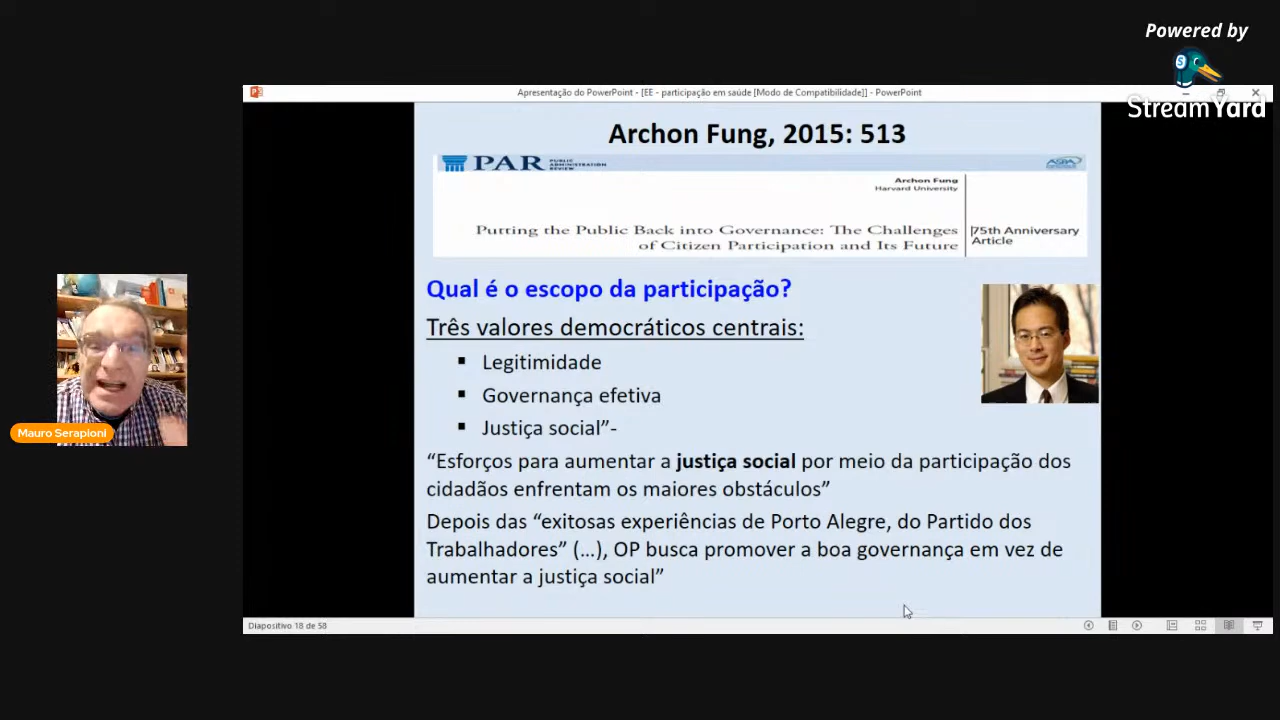 Powered by
StreamYard
Apresentação do PowerPoint - [EE - participação em saúde [Modo de Compatibilidade]] - PowerPoint
Archon Fung, 2015: 513
PAR PUBLIC ADMINISTRATION REVIEW
ASPA
Archon Fung
Harvard University
Putting the Public Back into Governance: The Challenges
of Citizen Participation and Its Future
75th Anniversary
Article
Qual é o escopo da participação?
Três valores democráticos centrais:
▪ Legitimidade
▪ Governança efetiva
▪ Justiça social”-
“Esforços para aumentar a justiça social por meio da participação dos
cidadãos enfrentam os maiores obstáculos”
Depois das “exitosas experiências de Porto Alegre, do Partido dos
Trabalhadores” (...), OP busca promover a boa governança em vez de
aumentar a justiça social”
Mauro Serapioni
Diapositivo 18 de 58